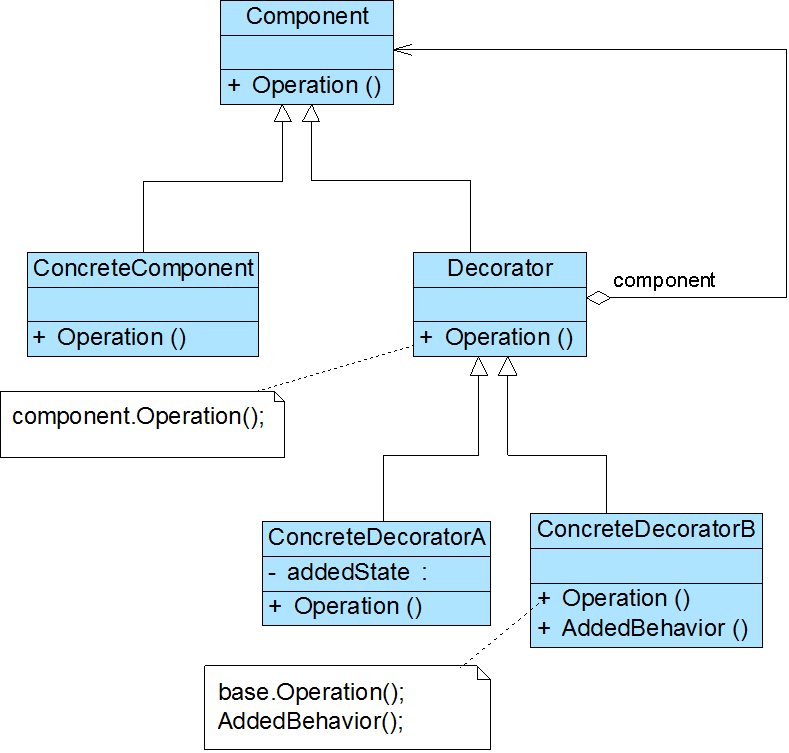 Component
+ Operation ()
ConcreteComponent
+ Operation ()
Decorator
+ Operation ()
component
component.Operation();
ConcreteDecoratorA
- addedState :
+ Operation ()
ConcreteDecoratorB
+ Operation ()
+ AddedBehavior ()
base.Operation();
AddedBehavior();